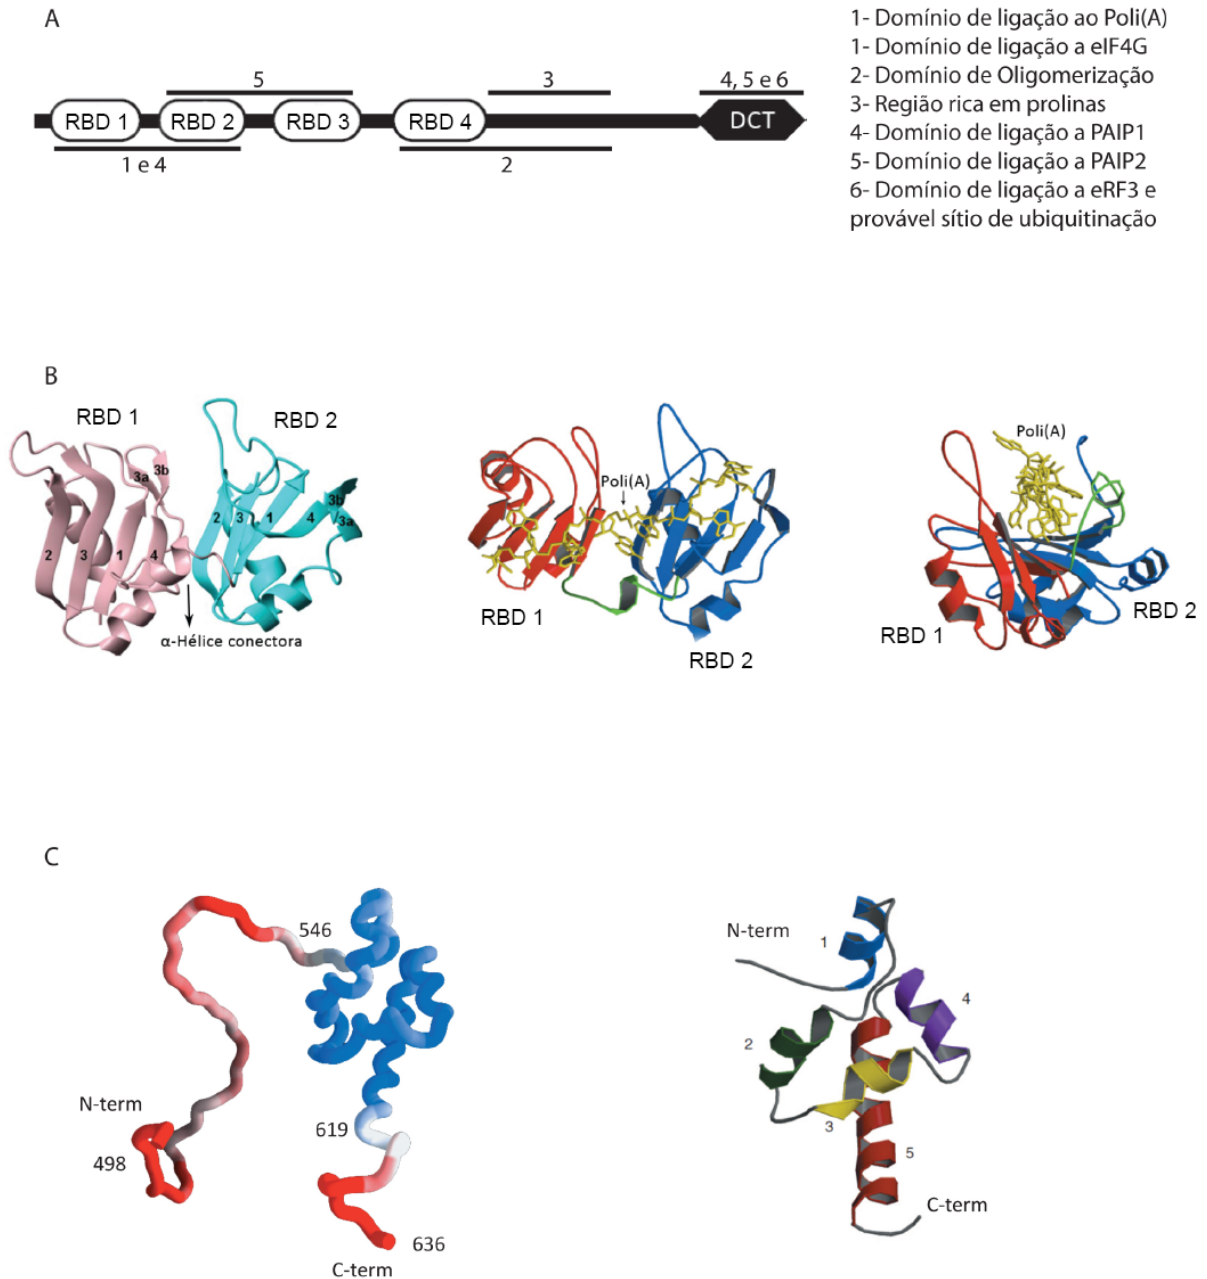 A
1- Domínio de ligação ao Poli(A)
1- Domínio de ligação a eIF4G
2- Domínio de Oligomerização
3- Região rica em prolinas
4- Domínio de ligação a PAIP1
5- Domínio de ligação a PAIP2
6- Domínio de ligação a eRF3 e
provável sítio de ubiquitinação
5
3
4, 5 e 6
RBD 1
RBD 2
RBD 3
RBD 4
DCT
1 e 4
2
B
RBD 1
RBD 2
3a
3b
2
3
1
4
2
3
1
4
3b
3a
α-Hélice conectora
Poli(A)
RBD 1
RBD 2
Poli(A)
RBD 1
RBD 2
C
546
N-term
498
619
636
C-term
N-term
1
4
2
3
5
C-term